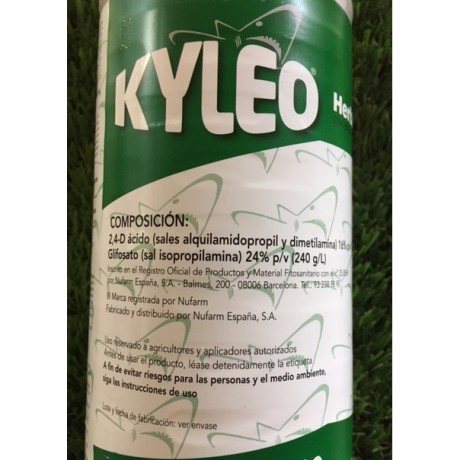 KYLEO®
Her
COMPOSICIÓN:
2,4-D ácido (sales alquilamidopropil y dimetilamina) 16%
Glifosato (sal isopropilamina) 24% p/v (240 g/L)
Inscrito en el Registro Oficial de Productos y Material Fitosanitario con el nº
por Nufarm España, S.A. - Balmes, 200 - 08006 Barcelona. Tel.:
® Marca registrada por Nufarm
Fabricado y distribuido por Nufarm España, S.A.
Uso reservado a agricultores y aplicadores autorizados
Antes de usar el producto, léase detenidamente la etiqueta
A fin de evitar riesgos para las personas y el medio ambiente,
siga las instrucciones de uso
Lote y fecha de fabricación: ver envase